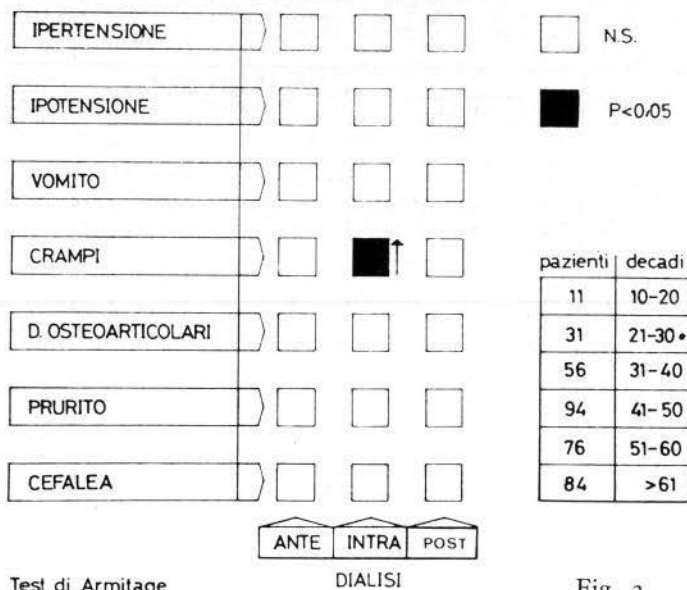 IPERTENSIONE
N.S.
IPOTENSIONE
P<0,05
VOMITO
CRAMPI
D. OSTEOARTICOLARI
PRURITO
CEFALEA
pazienti decadi
11 10-20
31 21-30
56 31-40
94 41-50
76 51-60
84 >61
ANTE INTRA POST
DIALISI
Test di Armitage
Fig.